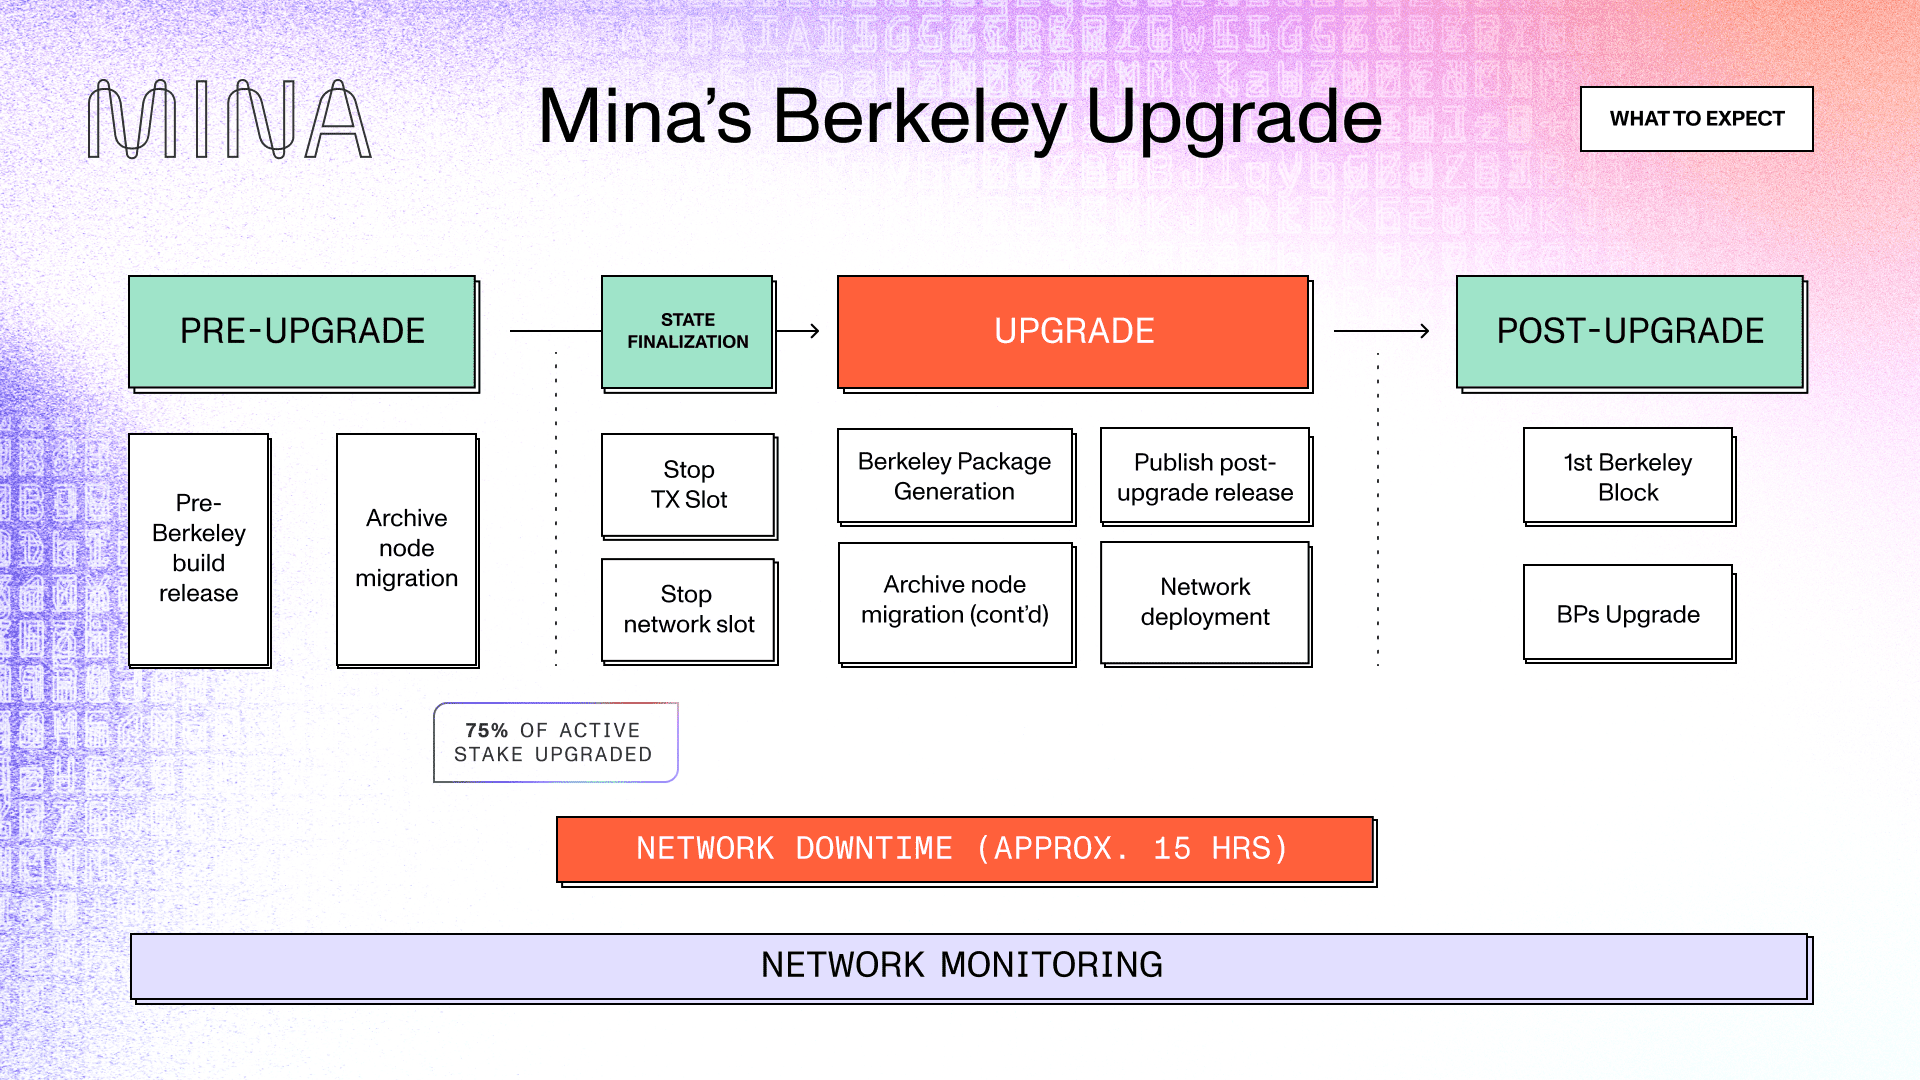 MINA
Mina’s Berkeley Upgrade
WHAT TO EXPECT
PRE-UPGRADE
STATE
FINALIZATION
UPGRADE
POST-UPGRADE
Pre-
Berkeley
build
release
Archive
node
migration
Stop
TX Slot
Stop
network slot
Berkeley Package
Generation
Publish post-
upgrade release
Archive node
migration (cont’d)
Network
deployment
1st Berkeley
Block
BPs Upgrade
75% OF ACTIVE
STAKE UPGRADED
NETWORK DOWNTIME (APPROX. 15 HRS)
NETWORK MONITORING